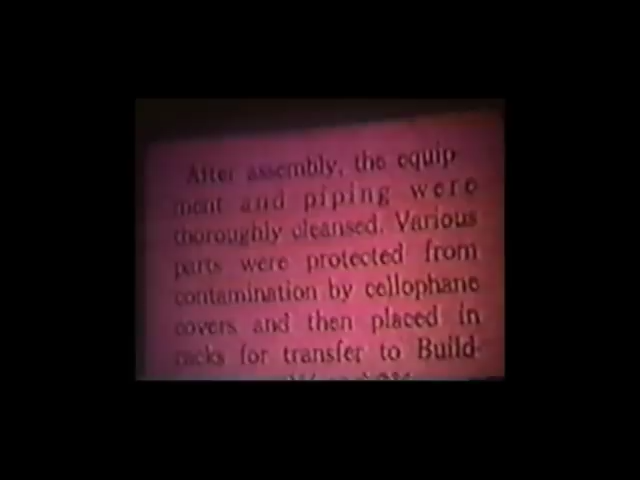 After assembly, the equip-
ment and piping were
thoroughly cleansed. Various
parts were protected from
contamination by cellophane
covers and then placed in
racks for transfer to Build-